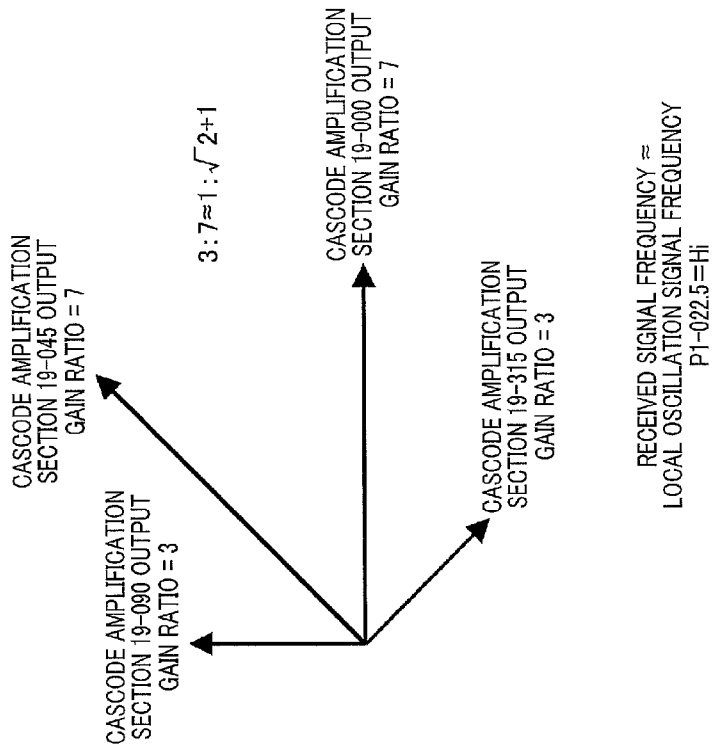 CASCODE AMPLIFICATION
SECTION 19-090 OUTPUT
GAIN RATIO = 3
CASCODE AMPLIFICATION
SECTION 19-045 OUTPUT
GAIN RATIO = 7
3:7≈1:√2+1
CASCODE AMPLIFICATION
SECTION 19-000 OUTPUT
GAIN RATIO = 7
CASCODE AMPLIFICATION
SECTION 19-315 OUTPUT
GAIN RATIO = 3
RECEIVED SIGNAL FREQUENCY ≈
LOCAL OSCILLATION SIGNAL FREQUENCY
P1-022.5=Hi